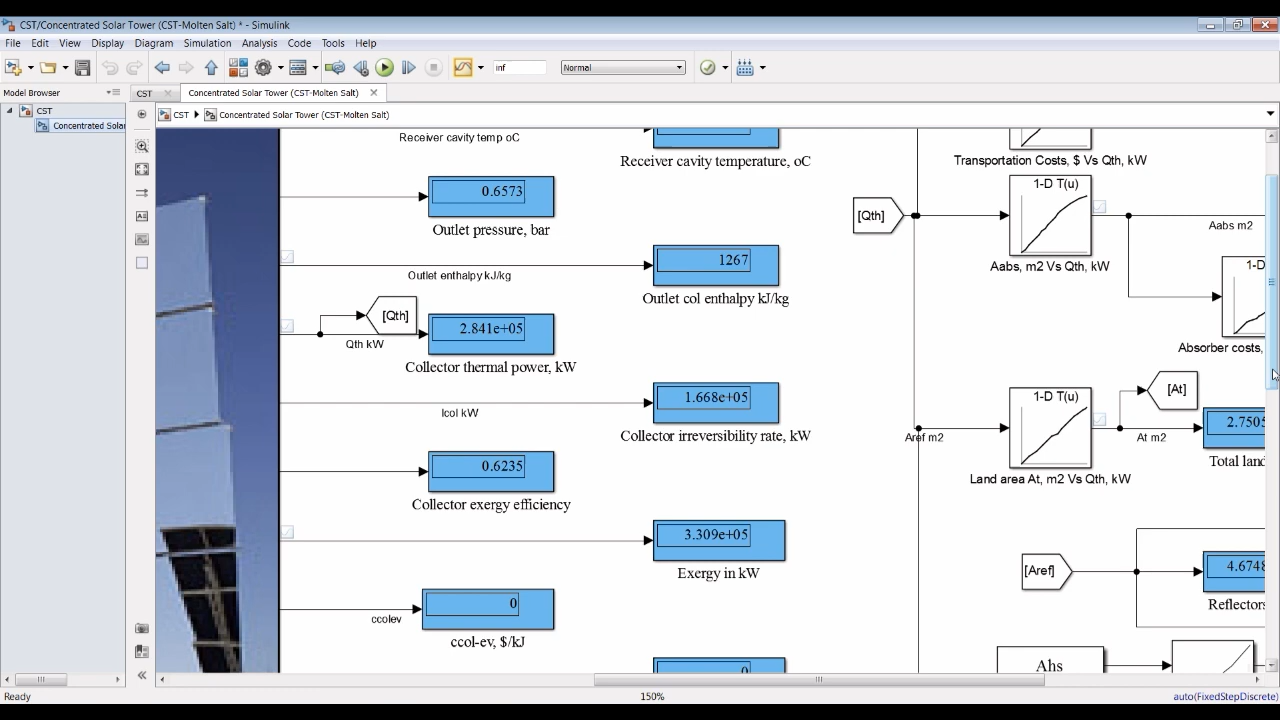 CST/Concentrated Solar Tower (CST-Molten Salt) * - Simulink
File Edit View Display Diagram Simulation Analysis Code Tools Help
inf
Normal
Model Browser
CST
Concentrated Solar Tower (CST-Molten Salt)
CST
Concentrated Solar
CST
Concentrated Solar Tower (CST-Molten Salt)
Receiver cavity temp oC
Receiver cavity temperature, oC
0.6573
Outlet pressure, bar
Outlet enthalpy kJ/kg
1267
Outlet col enthalpy kJ/kg
[Qth]
Qth kW
2.841e+05
Collector thermal power, kW
Icol kW
1.668e+05
Collector irreversibility rate, kW
0.6235
Collector exergy efficiency
3.309e+05
Exergy in kW
ccolev
0
ccol-ev, $/kJ
0
Transportation Costs, $ Vs Qth, kW
[Qth]
1-D T(u)
Aabs, m2 Vs Qth, kW
Aabs m2
1-D
Absorber costs,
Aref m2
1-D T(u)
Land area At, m2 Vs Qth, kW
[At]
At m2
2.7505
Total land
[Aref]
4.6748
Reflectors
Ahs
Ready
150%
auto(FixedStepDiscrete)